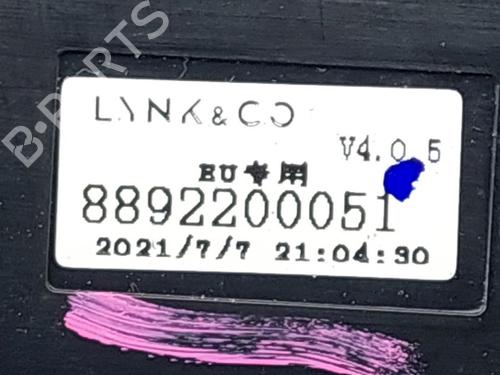 LYNK & CO
V4.0.5
EU专用
8892200051
2021/7/7 21:04:30
B-PARTS